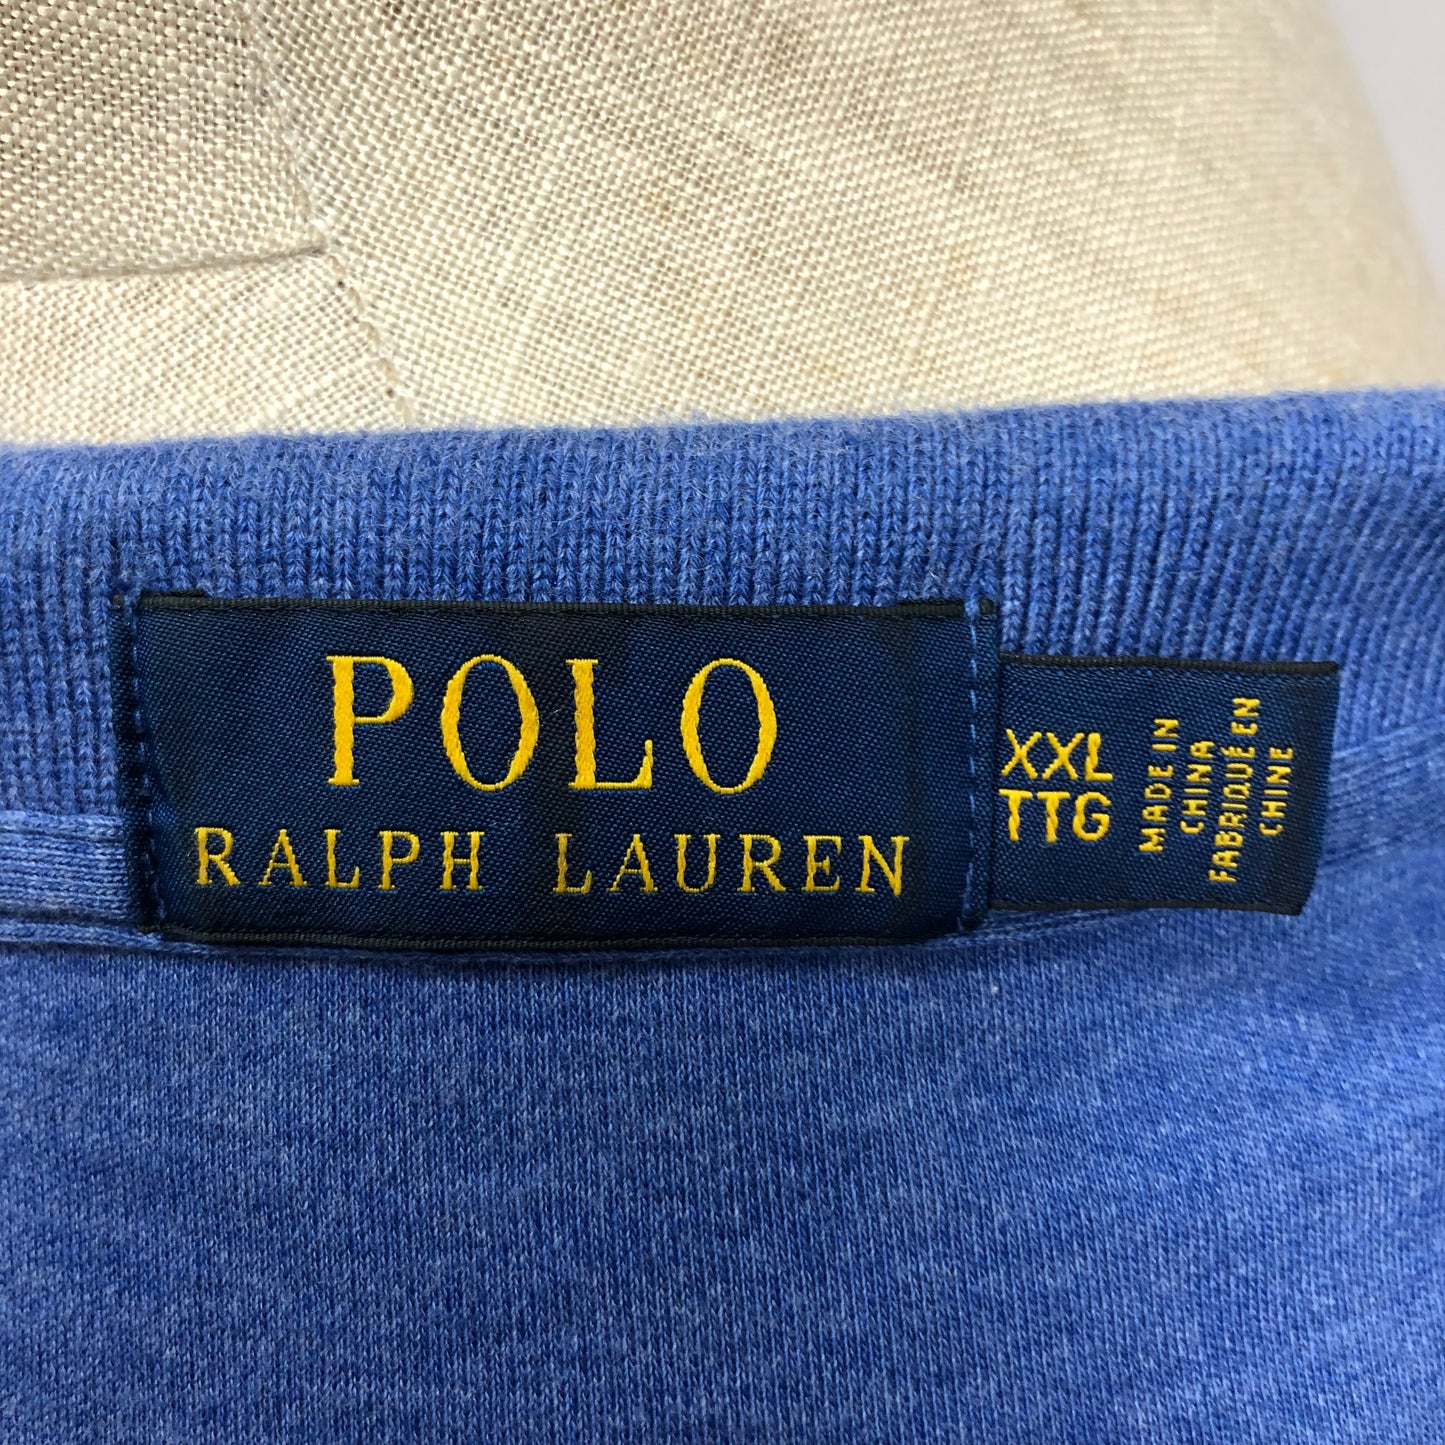 POLO
RALPH LAUREN
XXL
TTG
MADE IN
CHINA
FABRIQUÉ EN
CHINE